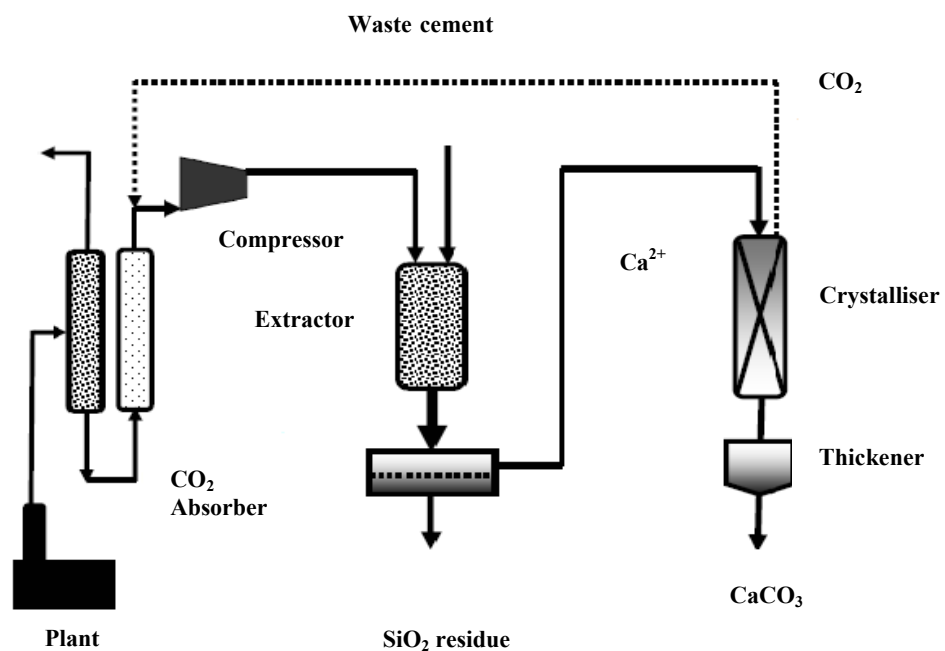 Waste cement
CO₂
Compressor
Ca²⁺
Extractor
Crystalliser
CO₂
Absorber
Thickener
CaCO₃
Plant
SiO₂ residue